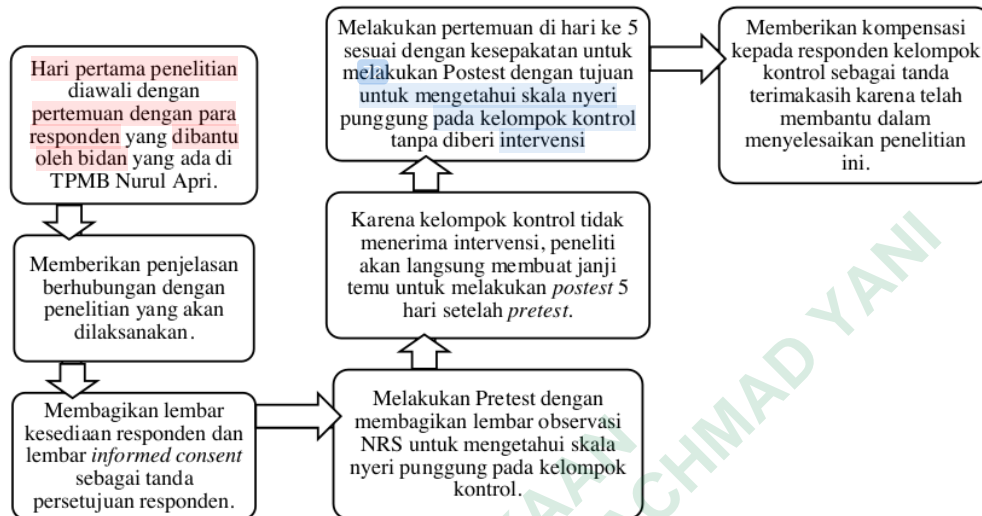 Hari pertama penelitian
diawali dengan
pertemuan dengan para
responden yang dibantu
oleh bidan yang ada di
TPMB Nurul Apri.
Memberikan penjelasan
berhubungan dengan
penelitian yang akan
dilaksanakan.
Membagikan lembar
kesediaan responden dan
lembar informed consent
sebagai tanda
persetujuan responden.
Melakukan Pretest dengan
membagikan lembar observasi
NRS untuk mengetahui skala
nyeri punggung pada kelompok
kontrol.
Karena kelompok kontrol tidak
menerima intervensi, peneliti
akan langsung membuat janji
temu untuk melakukan postest 5
hari setelah pretest.
Melakukan pertemuan di hari ke 5
sesuai dengan kesepakatan untuk
melakukan Postest dengan tujuan
untuk mengetahui skala nyeri
punggung pada kelompok kontrol
tanpa diberi intervensi
Memberikan kompensasi
kepada responden kelompok
kontrol sebagai tanda
terimakasih karena telah
membantu dalam
menyelesaikan penelitian
ini.
ACHMAD YANI